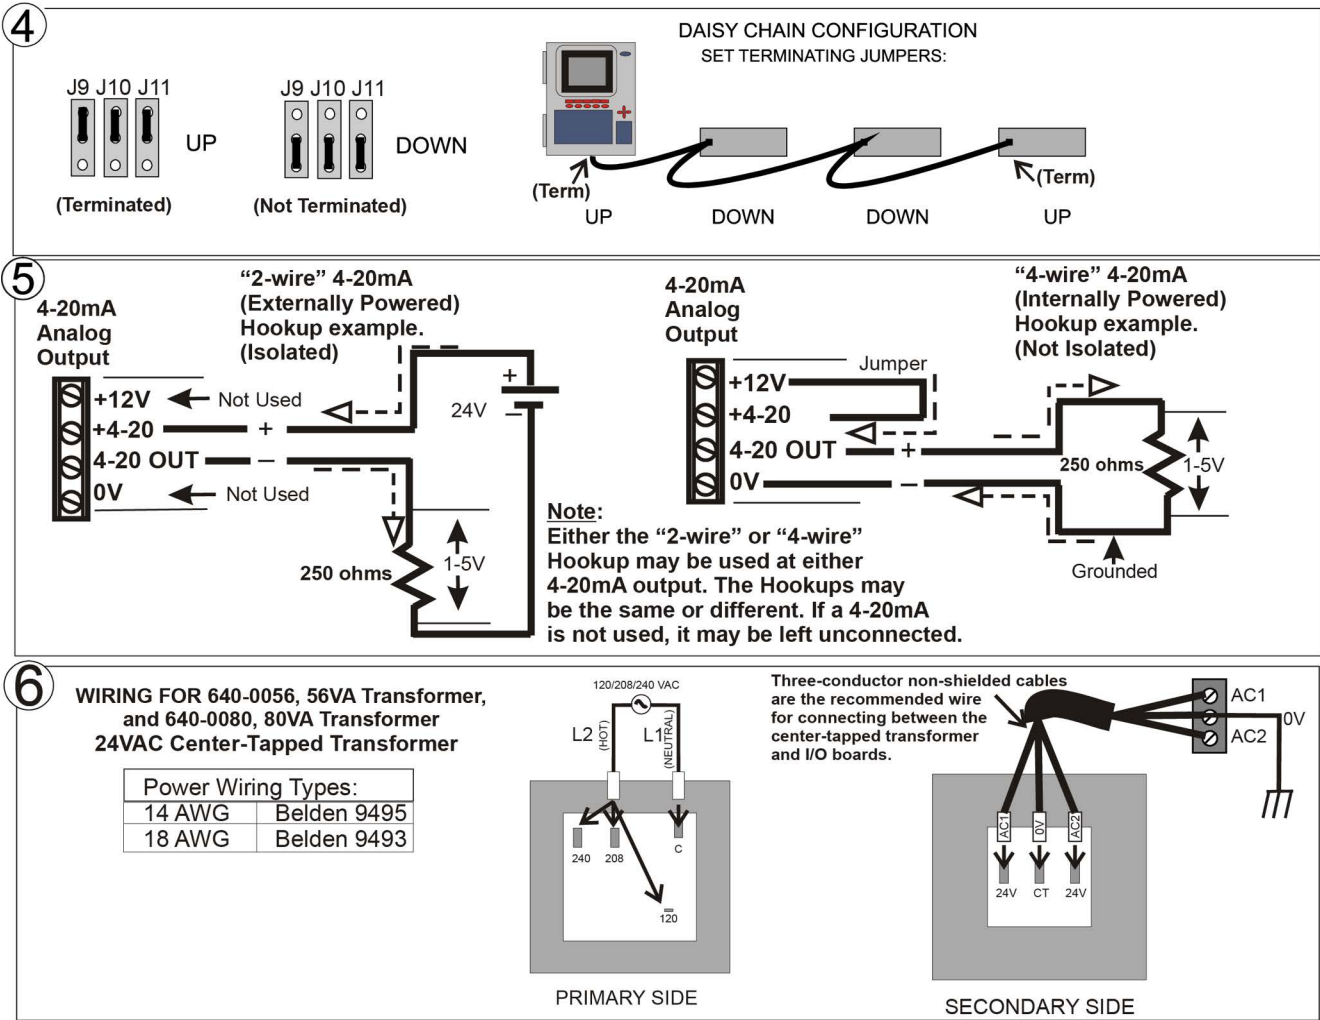 4
J9 J10 J11
UP
(Terminated)
J9 J10 J11
DOWN
(Not Terminated)
DAISY CHAIN CONFIGURATION
SET TERMINATING JUMPERS:
(Term)
(Term)
UP
DOWN
DOWN
UP
5
4-20mA
Analog
Output
"2-wire" 4-20mA
(Externally Powered)
Hookup example.
(Isolated)
+12V
Not Used
+4-20
+
4-20 OUT
–
0V
Not Used
+
24V
–
250 ohms
1-5V
4-20mA
Analog
Output
"4-wire" 4-20mA
(Internally Powered)
Hookup example.
(Not Isolated)
Jumper
+12V
+4-20
4-20 OUT
+
0V
–
250 ohms
1-5V
Grounded
Note:
Either the "2-wire" or "4-wire"
Hookup may be used at either
4-20mA output. The Hookups may
be the same or different. If a 4-20mA
is not used, it may be left unconnected.
6
WIRING FOR 640-0056, 56VA Transformer,
and 640-0080, 80VA Transformer
24VAC Center-Tapped Transformer
Power Wiring Types:
14 AWG Belden 9495
18 AWG Belden 9493
120/208/240 VAC
L2
(HOT)
L1
(NEUTRAL)
240
208
C
120
PRIMARY SIDE
Three-conductor non-shielded cables
are the recommended wire
for connecting between the
center-tapped transformer
and I/O boards.
AC1
0V
AC2
AC1
0V
AC2
24V
CT
24V
SECONDARY SIDE